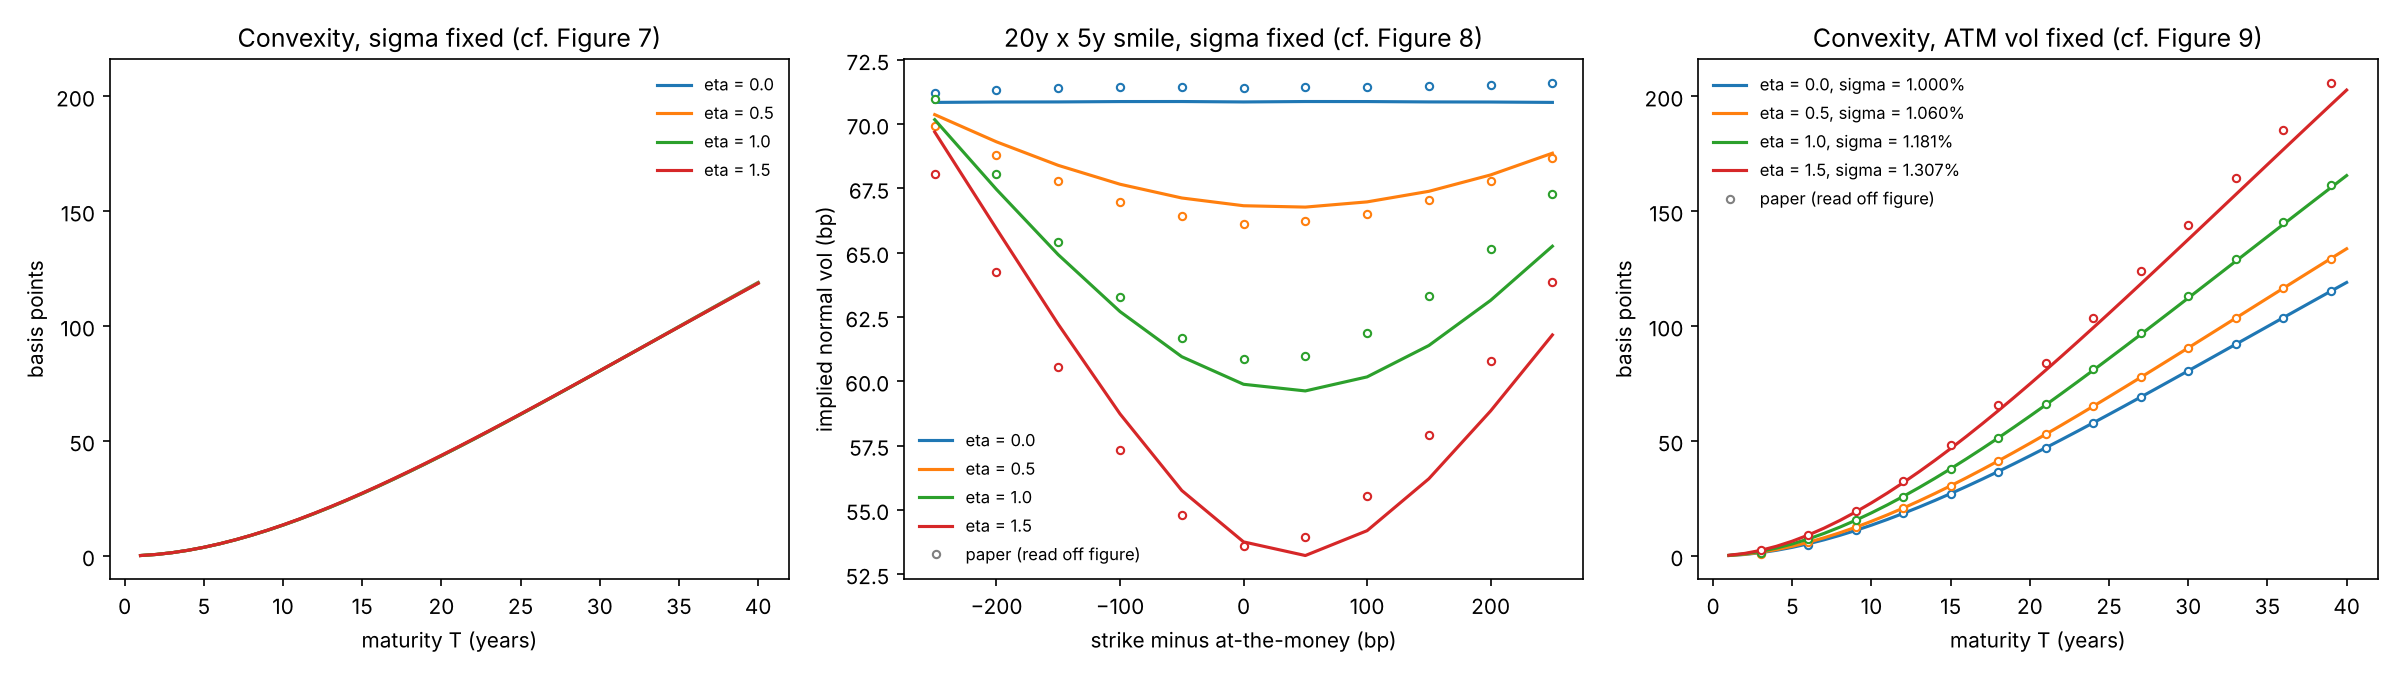 Convexity, sigma fixed (cf. Figure 7)
200
150
100
50
0
basis points
0 5 10 15 20 25 30 35 40
maturity T (years)
eta = 0.0
eta = 0.5
eta = 1.0
eta = 1.5
20y x 5y smile, sigma fixed (cf. Figure 8)
72.5
70.0
67.5
65.0
62.5
60.0
57.5
55.0
52.5
implied normal vol (bp)
−200 −100 0 100 200
strike minus at-the-money (bp)
eta = 0.0
eta = 0.5
eta = 1.0
eta = 1.5
paper (read off figure)
Convexity, ATM vol fixed (cf. Figure 9)
200
150
100
50
0
basis points
0 5 10 15 20 25 30 35 40
maturity T (years)
eta = 0.0, sigma = 1.000%
eta = 0.5, sigma = 1.060%
eta = 1.0, sigma = 1.181%
eta = 1.5, sigma = 1.307%
paper (read off figure)